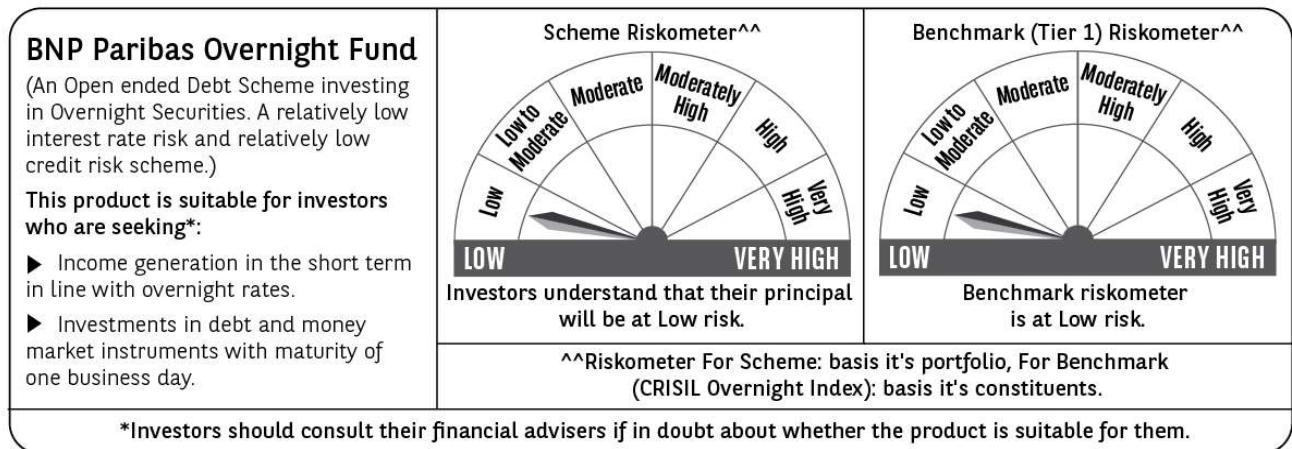 BNP Paribas Overnight Fund
(An Open ended Debt Scheme investing
in Overnight Securities. A relatively low
interest rate risk and relatively low
credit risk scheme.)
This product is suitable for investors
who are seeking*:
▶ Income generation in the short term
in line with overnight rates.
▶ Investments in debt and money
market instruments with maturity of
one business day.
Scheme Riskometer^^
Low
Low to
Moderate
Moderate
Moderately
High
High
Very
High
LOW
VERY HIGH
Investors understand that their principal
will be at Low risk.
Benchmark (Tier 1) Riskometer^^
Low
Low to
Moderate
Moderate
Moderately
High
High
Very
High
LOW
VERY HIGH
Benchmark riskometer
is at Low risk.
^^Riskometer For Scheme: basis it's portfolio, For Benchmark
(CRISIL Overnight Index): basis it's constituents.
*Investors should consult their financial advisers if in doubt about whether the product is suitable for them.